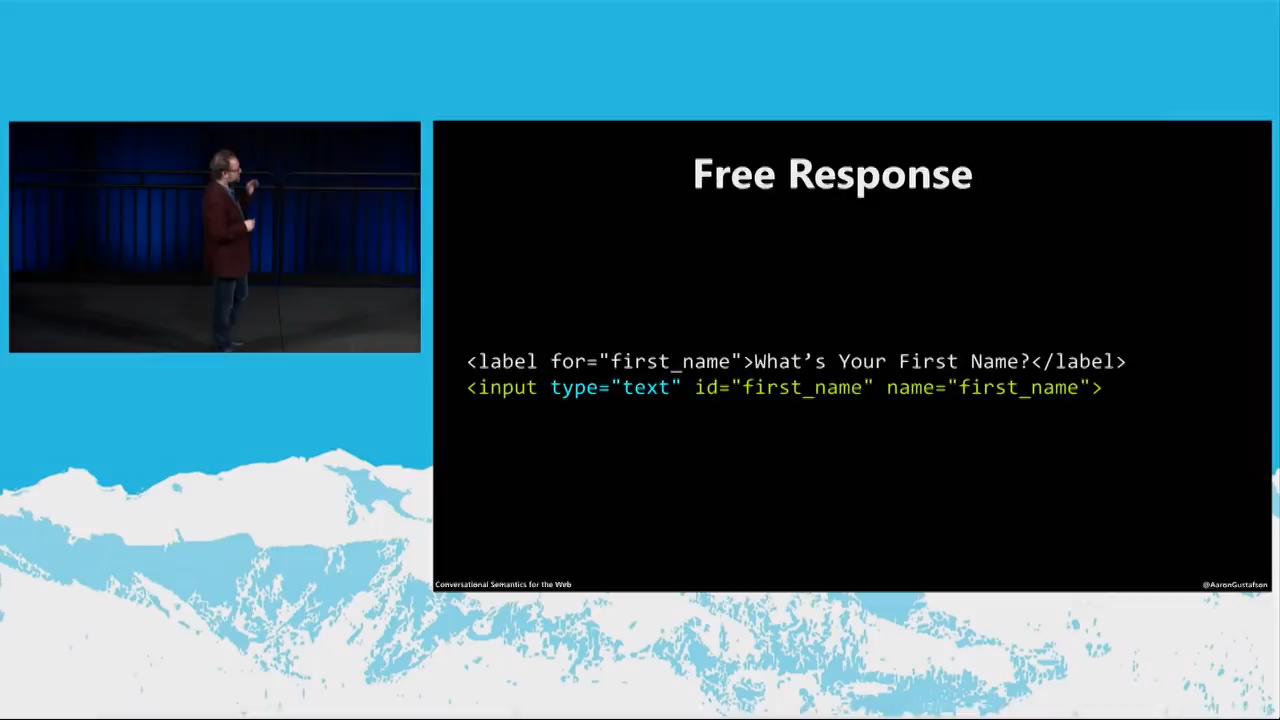 Free Response
<label for="first_name">What’s Your First Name?</label>
<input type="text" id="first_name" name="first_name">
Conversational Semantics for the Web
@AaronGustafson